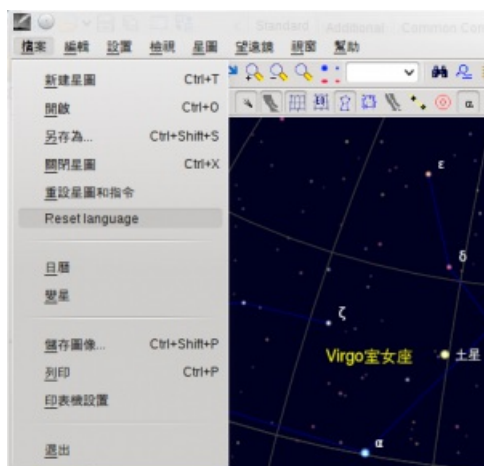 Standard Additional Common Con
檔案 編輯 設置 檢視 星圖 望遠鏡 視窗 幫助
新建星圖 Ctrl+T
開啟 Ctrl+O
另存為... Ctrl+Shift+S
關閉星圖 Ctrl+X
重設星圖和指令
Reset language
日曆
變星
儲存圖像... Ctrl+Shift+P
列印 Ctrl+P
印表機設置
退出
ε
δ
ζ
Virgo室女座
土星
α
α